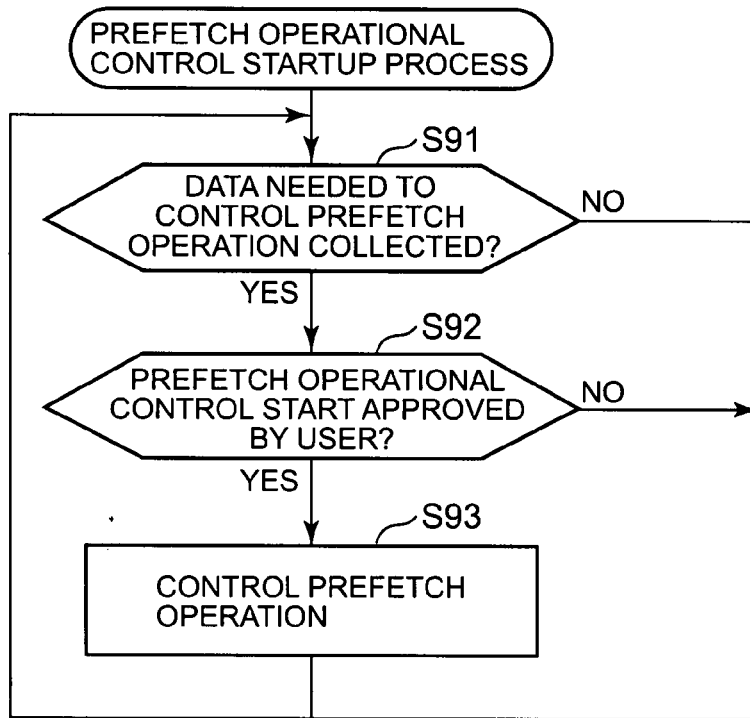 PREFETCH OPERATIONAL
CONTROL STARTUP PROCESS
S91
DATA NEEDED TO
CONTROL PREFETCH
OPERATION COLLECTED?
NO
YES
S92
PREFETCH OPERATIONAL
CONTROL START APPROVED
BY USER?
NO
YES
S93
CONTROL PREFETCH
OPERATION